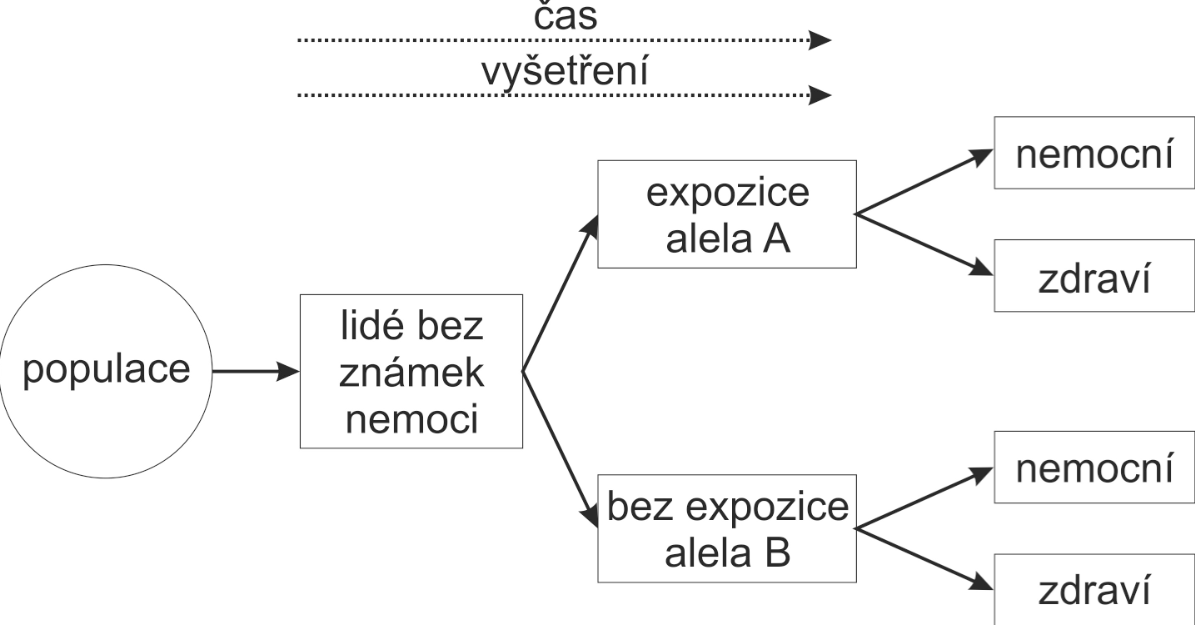 čas
vyšetření
populace
lidé bez
známek
nemoci
expozice
alela A
nemocní
zdraví
bez expozice
alela B
nemocní
zdraví